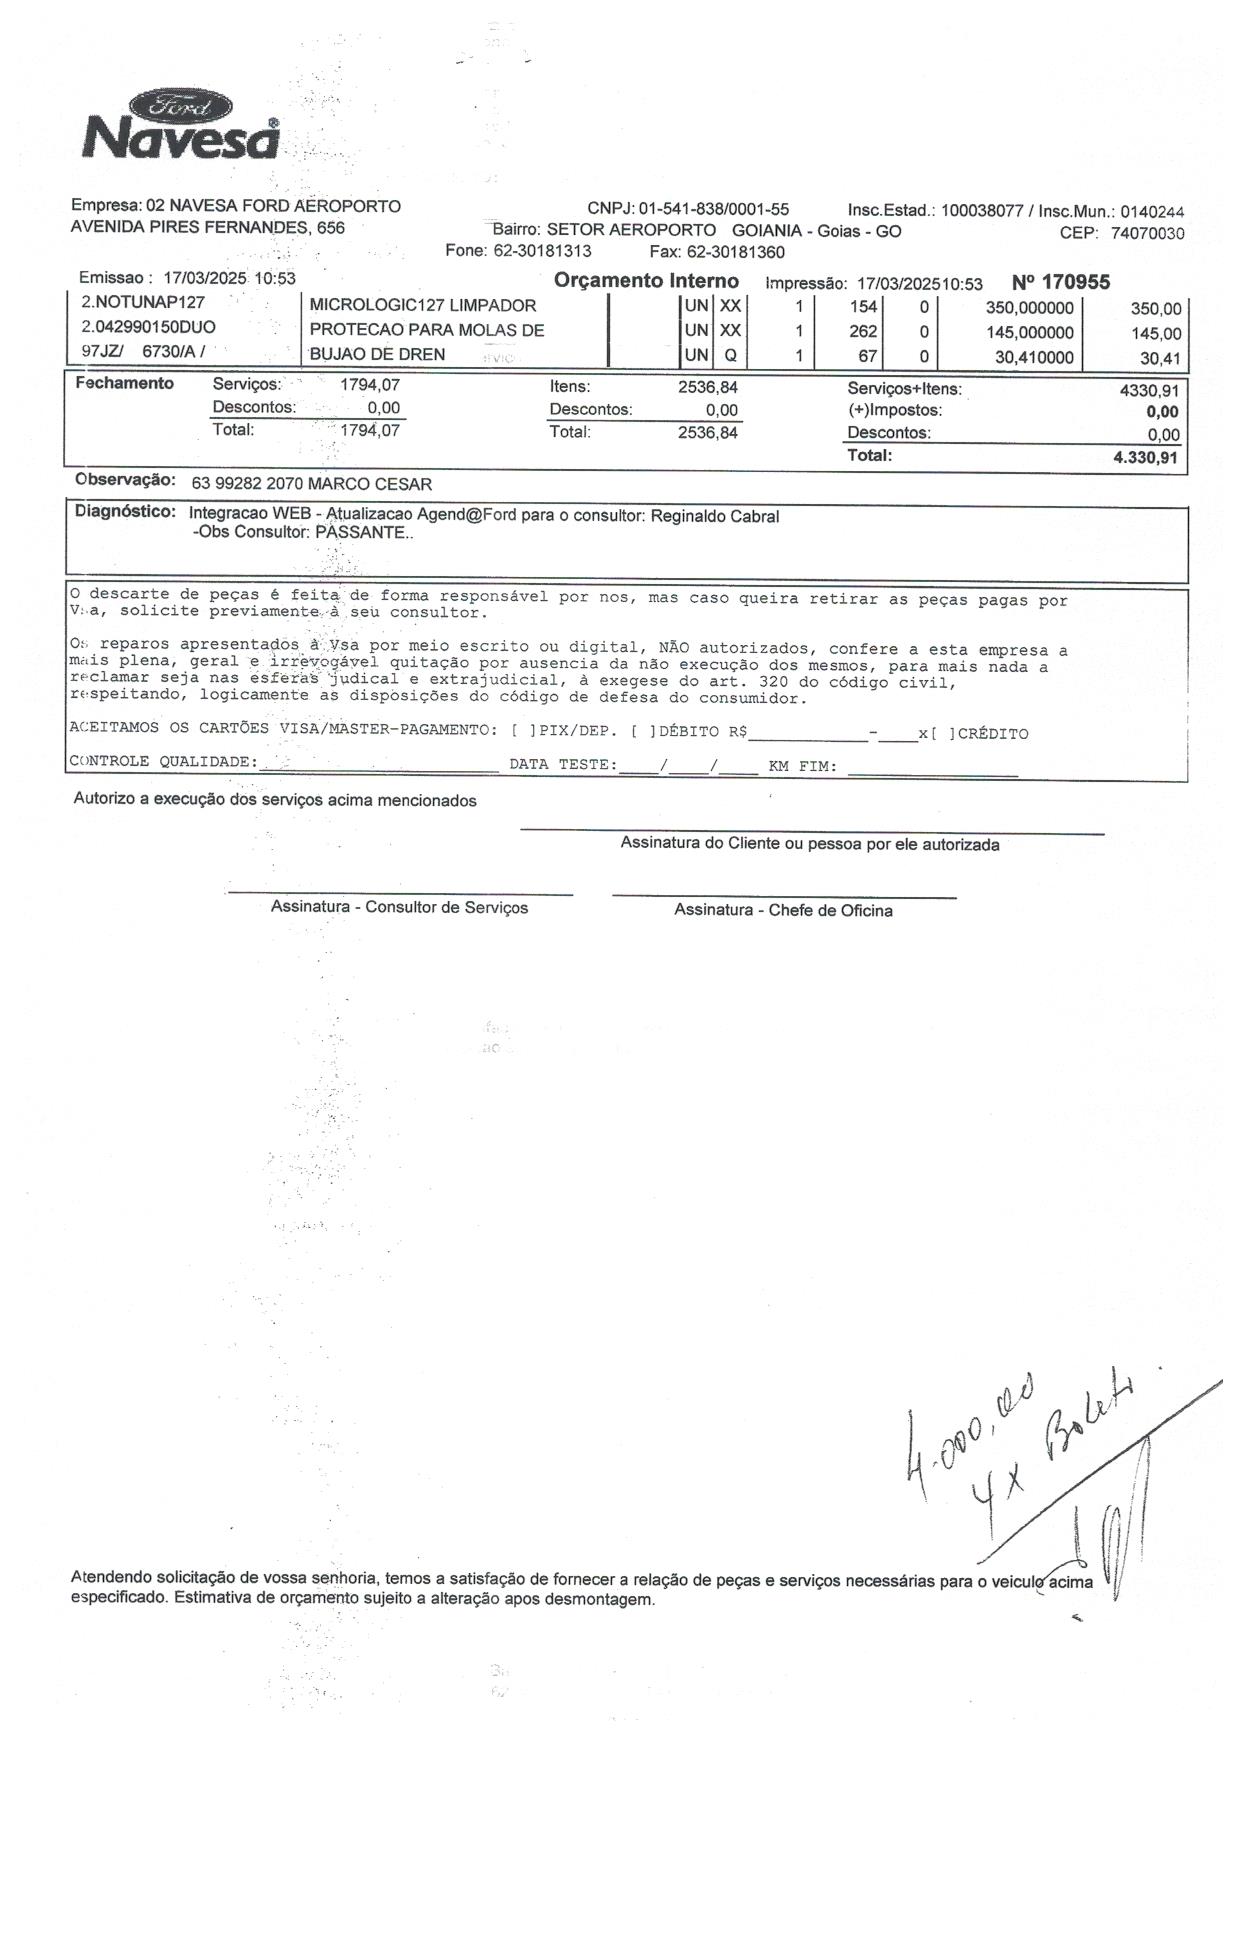 Ford
Navesa®
Empresa: 02 NAVESA FORD AEROPORTO CNPJ: 01-541-838/0001-55 Insc.Estad.: 100038077 / Insc.Mun.: 0140244
AVENIDA PIRES FERNANDES, 656 Bairro: SETOR AEROPORTO GOIANIA - Goias - GO CEP: 74070030
Fone: 62-30181313 Fax: 62-30181360
Emissao : 17/03/2025 10:53 Orçamento Interno Impressão: 17/03/2025 10:53 Nº 170955
2.NOTUNAP127 MICROLOGIC127 LIMPADOR UN XX 1 154 0 350,000000 350,00
2.042990150DUO PROTECAO PARA MOLAS DE UN XX 1 262 0 145,000000 145,00
97JZ/ 6730/A / BUJAO DE DREN UN Q 1 67 0 30,410000 30,41
Fechamento Serviços: 1794,07 Itens: 2536,84 Serviços+Itens: 4330,91
Descontos: 0,00 Descontos: 0,00 (+)Impostos: 0,00
Total: 1794,07 Total: 2536,84 Descontos: 0,00
Total: 4.330,91
Observação: 63 99282 2070 MARCO CESAR
Diagnóstico: Integracao WEB - Atualizacao Agend@Ford para o consultor: Reginaldo Cabral
-Obs Consultor: PASSANTE..
O descarte de peças é feita de forma responsável por nos, mas caso queira retirar as peças pagas por
Vsa, solicite previamente à seu consultor.
Os reparos apresentados à Vsa por meio escrito ou digital, NÃO autorizados, confere a esta empresa a
mais plena, geral e irrevogável quitação por ausencia da não execução dos mesmos, para mais nada a
reclamar seja nas esferas judical e extrajudicial, à exegese do art. 320 do código civil,
respeitando, logicamente as disposições do código de defesa do consumidor.
ACEITAMOS OS CARTÕES VISA/MASTER-PAGAMENTO: [ ]PIX/DEP. [ ]DÉBITO R$____________-____x[ ]CRÉDITO
CONTROLE QUALIDADE:________________________ DATA TESTE:____/____/____ KM FIM: _________________
Autorizo a execução dos serviços acima mencionados
Assinatura do Cliente ou pessoa por ele autorizada
Assinatura - Consultor de Serviços Assinatura - Chefe de Oficina
4.000,00
4x Boleto
Atendendo solicitação de vossa senhoria, temos a satisfação de fornecer a relação de peças e serviços necessárias para o veiculo acima
especificado. Estimativa de orçamento sujeito a alteração apos desmontagem.